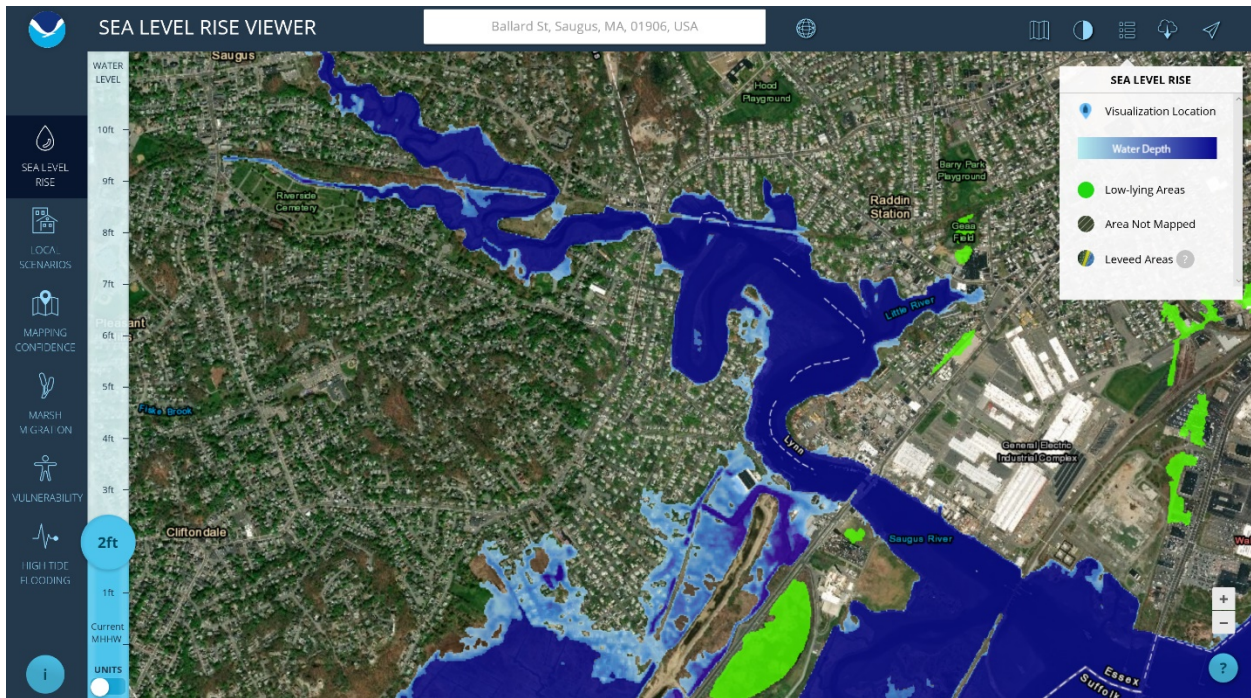 SEA LEVEL RISE VIEWER
Ballard St, Saugus, MA, 01906, USA
WATER
LEVEL
10ft
9ft
8ft
7ft
6ft
5ft
4ft
3ft
2ft
1ft
Current
MHHW
UNITS
SEA LEVEL
RISE
LOCAL
SCENARIOS
MAPPING
CONFIDENCE
MARSH
MIGRATION
VULNERABILITY
HIGH TIDE
FLOODING
i
Saugus
Hood
Playground
Barry Park
Playground
Riverside
Cemetery
Raddin
Station
Geaa
Field
Little River
Pleasant
Fiske Brook
Lynn
General Electric
Industrial Complex
Cliftondale
Saugus River
Essex
Suffolk
SEA LEVEL RISE
Visualization Location
Water Depth
Low-lying Areas
Area Not Mapped
Leveed Areas ?
+
−
?